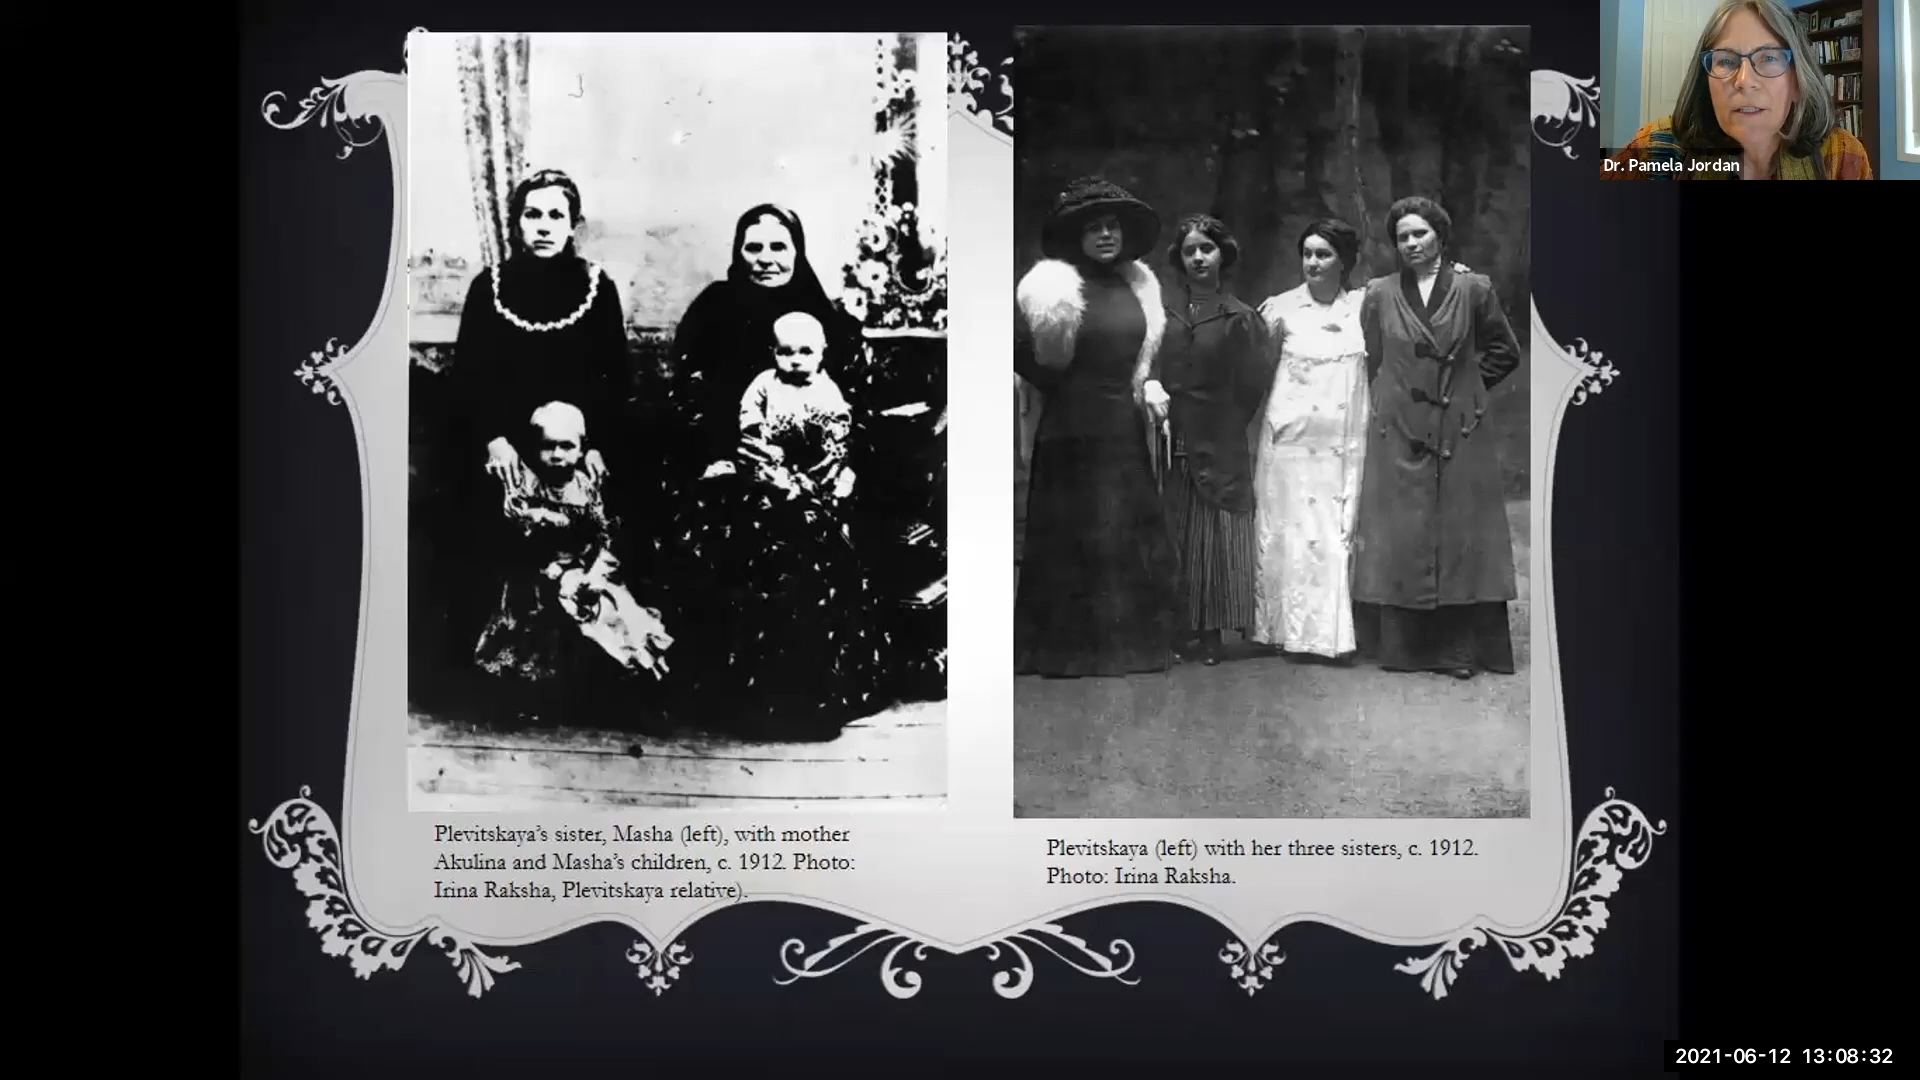 Dr. Pamela Jordan
Plevitskaya's sister, Masha (left), with mother
Akulina and Masha's children, c. 1912. Photo:
Irina Raksha, Plevitskaya relative).
Plevitskaya (left) with her three sisters, c. 1912.
Photo: Irina Raksha.
2021-06-12 13:08:32